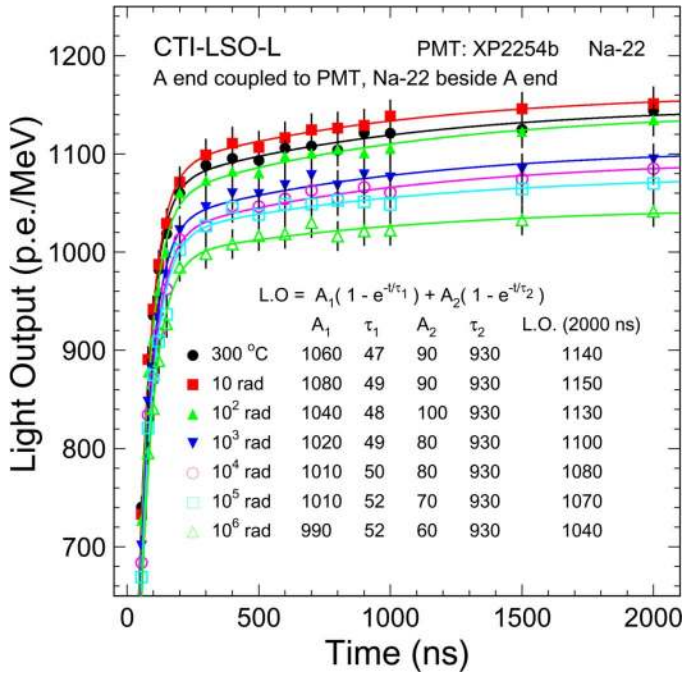 CTI-LSO-L PMT: XP2254b Na-22
A end coupled to PMT, Na-22 beside A end
Light Output (p.e./MeV)
1200
1100
1000
900
800
700
L.O = A₁( 1 - e^-t/τ₁ ) + A₂( 1 - e^-t/τ₂ )
A₁ τ₁ A₂ τ₂ L.O. (2000 ns)
300 °C 1060 47 90 930 1140
10 rad 1080 49 90 930 1150
10² rad 1040 48 100 930 1130
10³ rad 1020 49 80 930 1100
10⁴ rad 1010 50 80 930 1080
10⁵ rad 1010 52 70 930 1070
10⁶ rad 990 52 60 930 1040
0 500 1000 1500 2000
Time (ns)